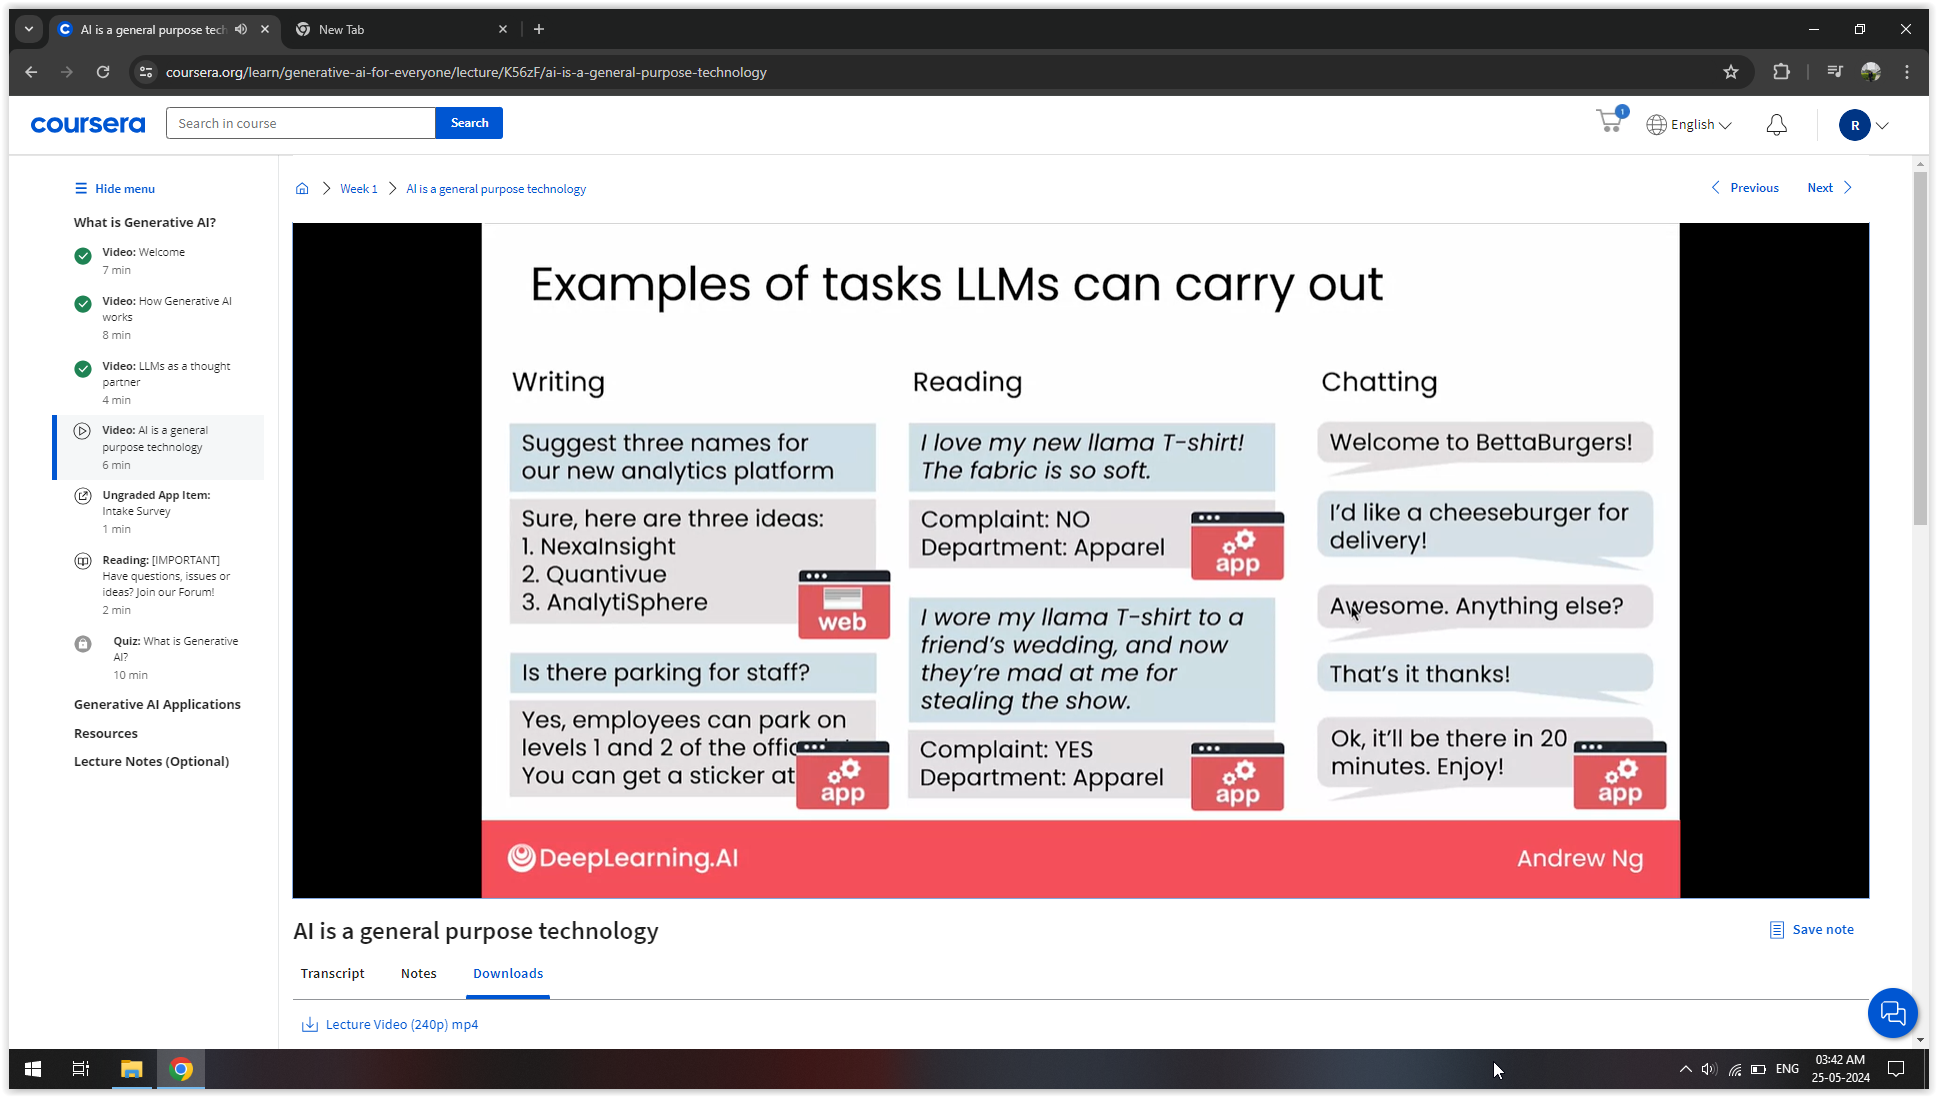 AI is a general purpose tech
New Tab
coursera.org/learn/generative-ai-for-everyone/lecture/K56zF/ai-is-a-general-purpose-technology
coursera
Search in course
Search
1
English
R
Hide menu
Week 1
AI is a general purpose technology
Previous
Next
What is Generative AI?
Video: Welcome
7 min
Video: How Generative AI
works
8 min
Video: LLMs as a thought
partner
4 min
Video: AI is a general
purpose technology
6 min
Ungraded App Item:
Intake Survey
1 min
Reading: [IMPORTANT]
Have questions, issues or
ideas? Join our Forum!
2 min
Quiz: What is Generative
AI?
10 min
Generative AI Applications
Resources
Lecture Notes (Optional)
Examples of tasks LLMs can carry out
Writing
Suggest three names for
our new analytics platform
Sure, here are three ideas:
1. NexaInsight
2. Quantivue
3. AnalytiSphere
web
Is there parking for staff?
Yes, employees can park on
levels 1 and 2 of the offic
You can get a sticker at
app
Reading
I love my new llama T-shirt!
The fabric is so soft.
Complaint: NO
Department: Apparel
app
I wore my llama T-shirt to a
friend's wedding, and now
they're mad at me for
stealing the show.
Complaint: YES
Department: Apparel
app
Chatting
Welcome to BettaBurgers!
I'd like a cheeseburger for
delivery!
Awesome. Anything else?
That's it thanks!
Ok, it'll be there in 20
minutes. Enjoy!
app
DeepLearning.AI
Andrew Ng
AI is a general purpose technology
Save note
Transcript
Notes
Downloads
Lecture Video (240p) mp4
ENG
03:42 AM
25-05-2024